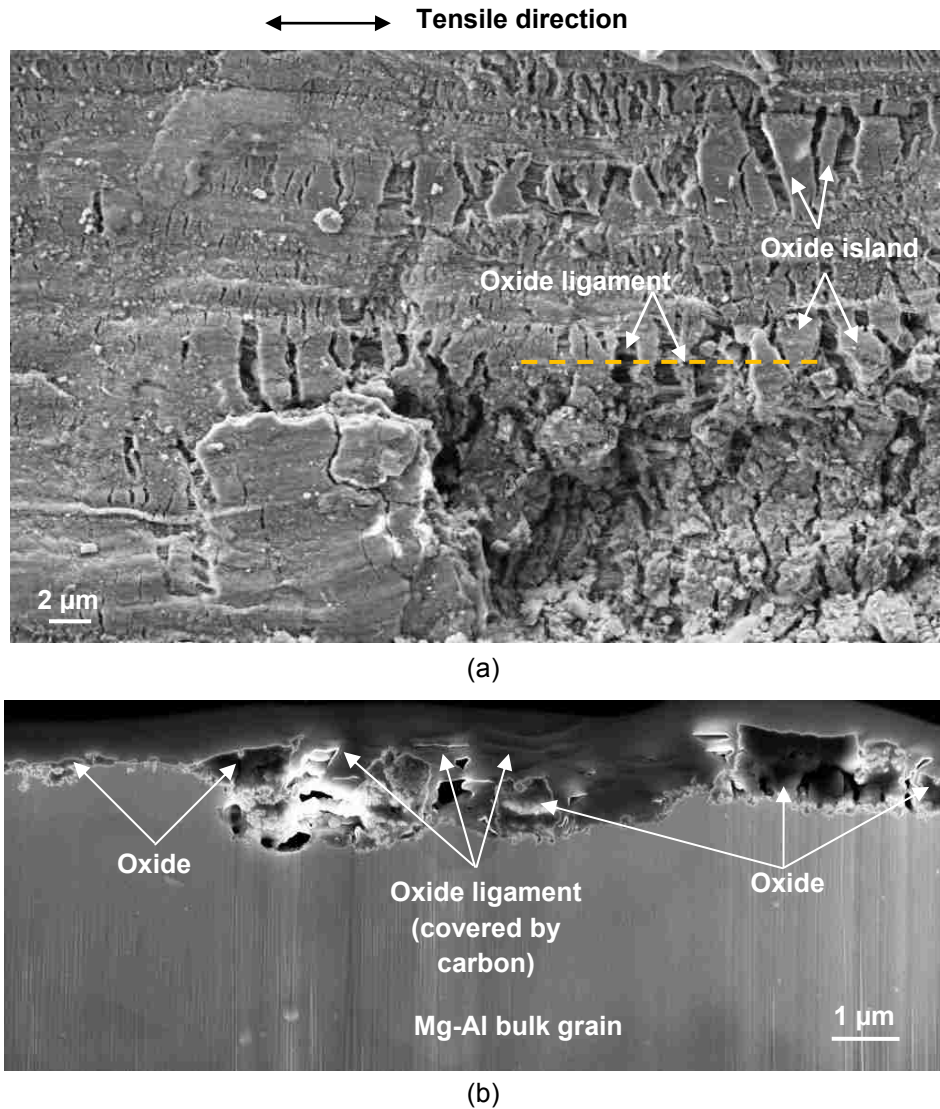 Tensile direction
Oxide island
Oxide ligament
2 µm
(a)
Oxide
Oxide ligament
(covered by
carbon)
Oxide
Mg-Al bulk grain
1 µm
(b)